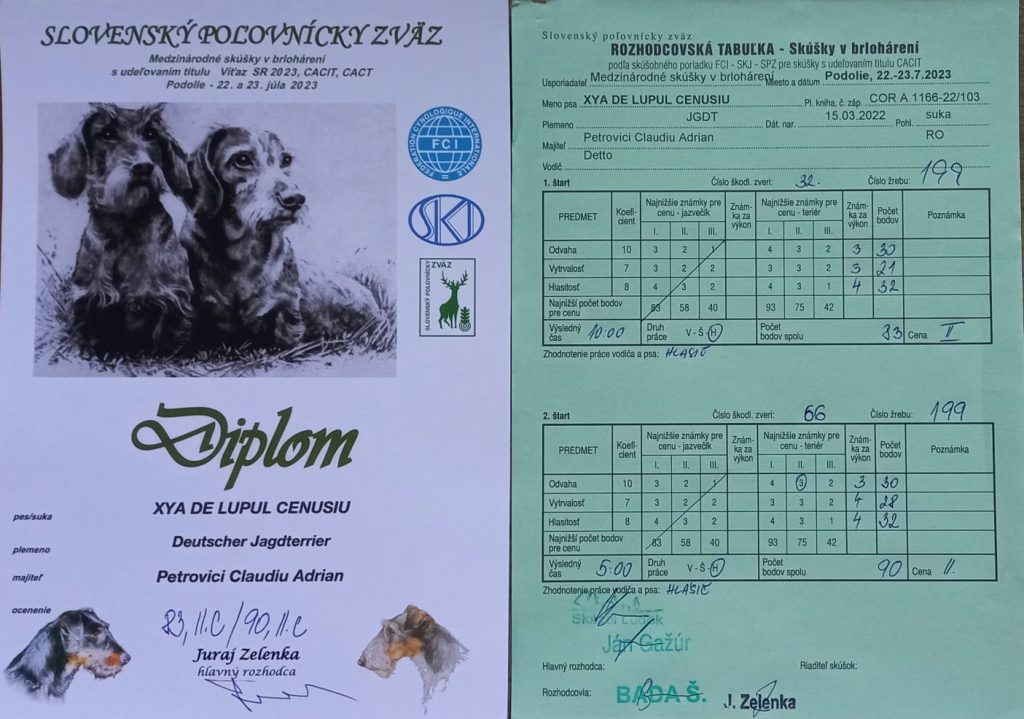 SLOVENSKÝ POĽOVNÍCKY ZVÄZ
Medzinárodné skúšky v brlohárení
s udeľovaním titulu Víťaz SR 2023, CACIT, CACT
Podolie - 22. a 23. júla 2023
FEDERATION CYNOLOGIQUE INTERNATIONALE
FCI
SKJ
SLOVENSKÝ POĽOVNÍCKY ZVÄZ
Diplom
pes/suka XYA DE LUPUL CENUSIU
plemeno Deutscher Jagdterrier
majiteľ Petrovici Claudiu Adrian
ocenenie 83, II.C / 90, II.C
Juraj Zelenka
hlavný rozhodca
Slovenský poľovnícky zväz
ROZHODCOVSKÁ TABUĽKA - Skúšky v brlohárení
podľa skúšobného poriadku FCI - SKJ - SPZ pre skúšky s udeľovaním titulu CACIT
Usporiadateľ Medzinárodné skúšky v brlohárení Miesto a dátum Podolie, 22.-23.7.2023
Meno psa XYA DE LUPUL CENUSIU Pl. kniha, č. záp. COR A 1166-22/103
Plemeno JGDT Dát. nar. 15.03.2022 Pohl. suka
Majiteľ Petrovici Claudiu Adrian RO
Vodič Detto
1. štart Číslo škodl. zveri: 32. Číslo žrebu: 199
PREDMET Koeficient Najnižšie známky pre cenu - jazvečík Známka za výkon Najnižšie známky pre cenu - teriér Známka za výkon Počet bodov Poznámka
I. II. III. I. II. III.
Odvaha 10 3 2 1 4 3 2 3 30
Vytrvalosť 7 3 2 2 3 3 2 3 21
Hlasitosť 8 4 3 2 4 3 1 4 32
Najnižší počet bodov pre cenu 83 58 40 93 75 42
Výsledný čas 10:00 Druh práce V - Š - H Počet bodov spolu 83 Cena II
Zhodnotenie práce vodiča a psa: HLASIČ
2. štart Číslo škodl. zveri: 66 Číslo žrebu: 199
PREDMET Koeficient Najnižšie známky pre cenu - jazvečík Známka za výkon Najnižšie známky pre cenu - teriér Známka za výkon Počet bodov Poznámka
I. II. III. I. II. III.
Odvaha 10 3 2 1 4 3 2 3 30
Vytrvalosť 7 3 2 2 3 3 2 4 28
Hlasitosť 8 4 3 2 4 3 1 4 32
Najnižší počet bodov pre cenu 83 58 40 93 75 42
Výsledný čas 5:00 Druh práce V - Š - H Počet bodov spolu 90 Cena II.
Zhodnotenie práce vodiča a psa: HLASIČ
Ján Gažúr
Hlavný rozhodca: Riaditeľ skúšok:
Rozhodcovia: BADA Š. J. Zelenka